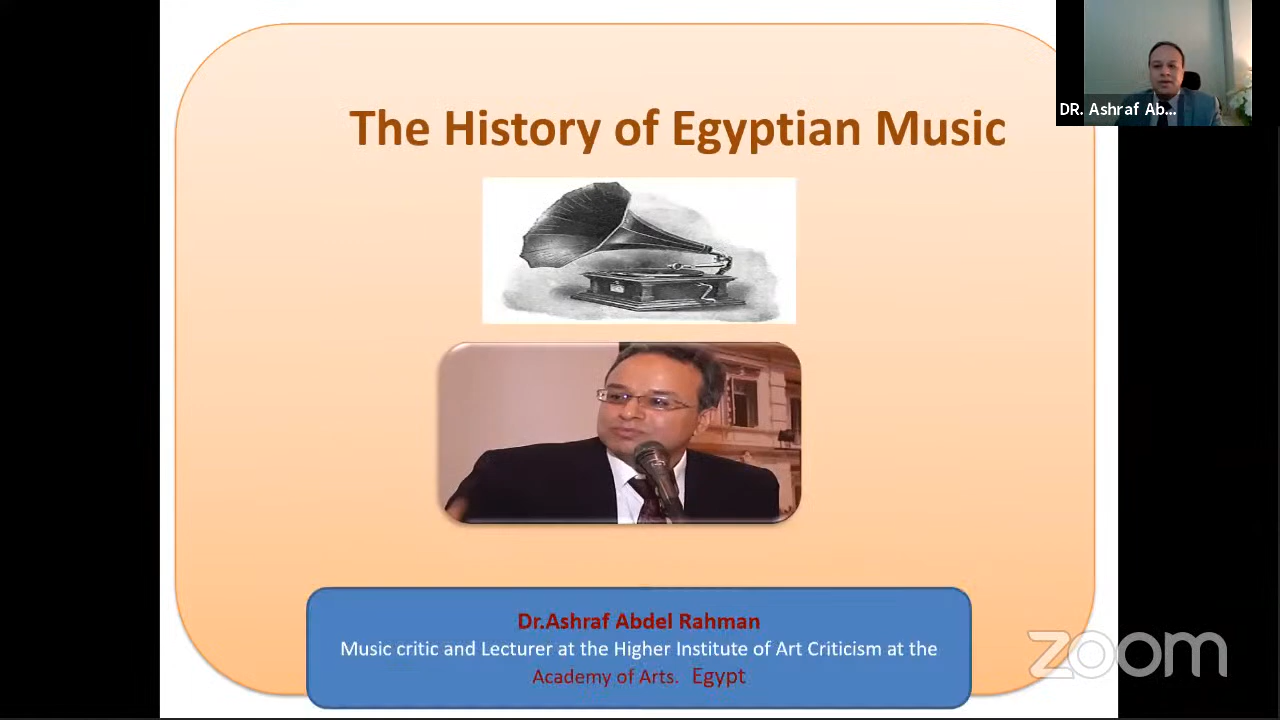 The History of Egyptian Music
DR. Ashraf Ab...
Dr.Ashraf Abdel Rahman
Music critic and Lecturer at the Higher Institute of Art Criticism at the
Academy of Arts. Egypt
zoom